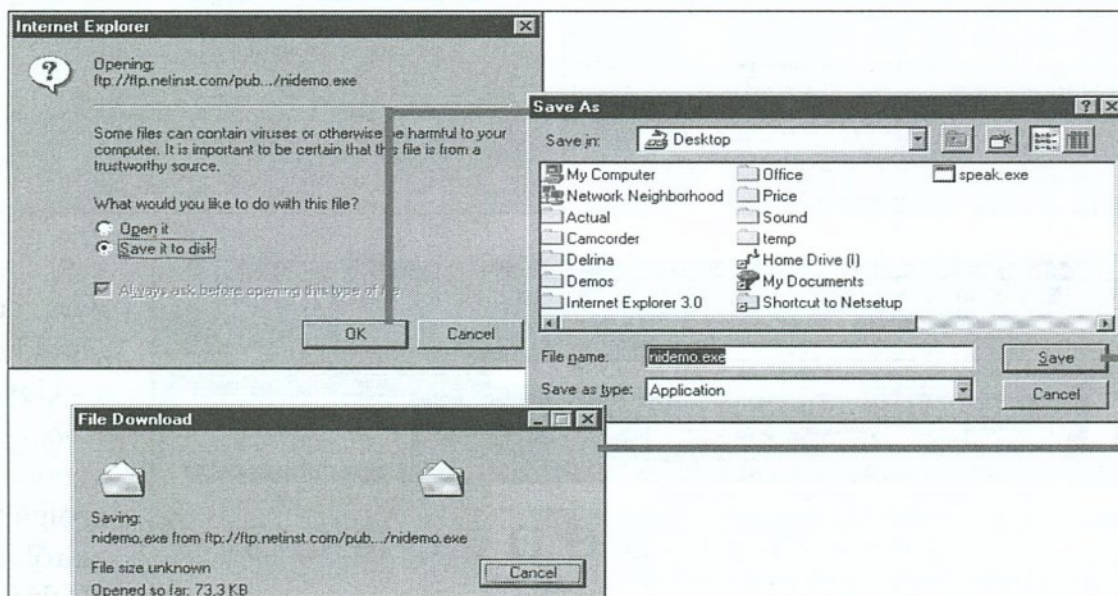 Internet Explorer
Opening:
ftp://ftp.netinst.com/pub.../nidemo.exe
Some files can contain viruses or otherwise be harmful to your
computer. It is important to be certain that this file is from a
trustworthy source.
What would you like to do with this file?
Open it
Save it to disk
Always ask before opening this type of file
OK
Cancel
Save As
Save in:
Desktop
My Computer
Network Neighborhood
Actual
Camcorder
Delrina
Demos
Internet Explorer 3.0
Office
Price
Sound
temp
Home Drive (I)
My Documents
Shortcut to Netsetup
speak.exe
File name:
nidemo.exe
Save
Save as type:
Application
Cancel
File Download
Saving:
nidemo.exe from ftp://ftp.netinst.com/pub.../nidemo.exe
File size unknown
Cancel
Opened so far: 73,3 KB